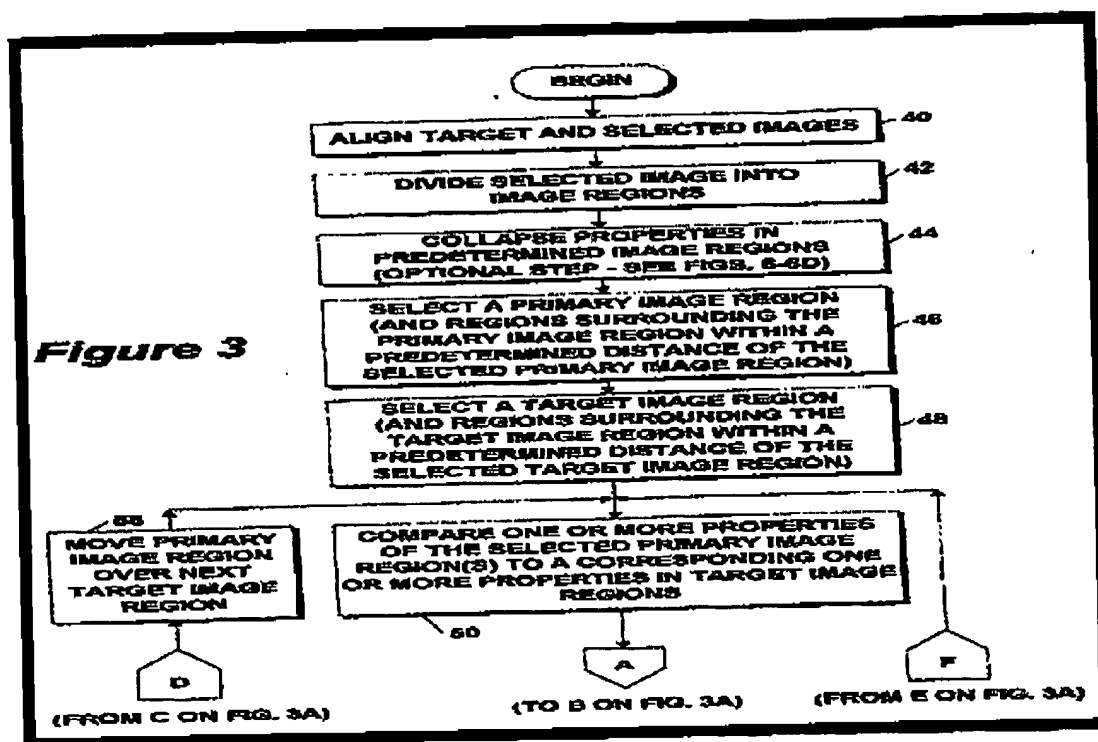 BEGIN
ALIGN TARGET AND SELECTED IMAGES
40
DIVIDE SELECTED IMAGE INTO
IMAGE REGIONS
42
COLLAPSE PROPERTIES IN
PREDETERMINED IMAGE REGIONS
(OPTIONAL STEP - SEE FIGS. 6-6D)
44
SELECT A PRIMARY IMAGE REGION
(AND REGIONS SURROUNDING THE
PRIMARY IMAGE REGION WITHIN A
PREDETERMINED DISTANCE OF THE
SELECTED PRIMARY IMAGE REGION)
46
Figure 3
SELECT A TARGET IMAGE REGION
(AND REGIONS SURROUNDING THE
TARGET IMAGE REGION WITHIN A
PREDETERMINED DISTANCE OF THE
SELECTED TARGET IMAGE REGION)
48
MOVE PRIMARY
IMAGE REGION
OVER NEXT
TARGET IMAGE
REGION
COMPARE ONE OR MORE PROPERTIES
OF THE SELECTED PRIMARY IMAGE
REGION(S) TO A CORRESPONDING ONE
OR MORE PROPERTIES IN TARGET IMAGE
REGIONS
50
D
A
F
(FROM C ON FIG. 3A)
(TO B ON FIG. 3A)
(FROM E ON FIG. 3A)